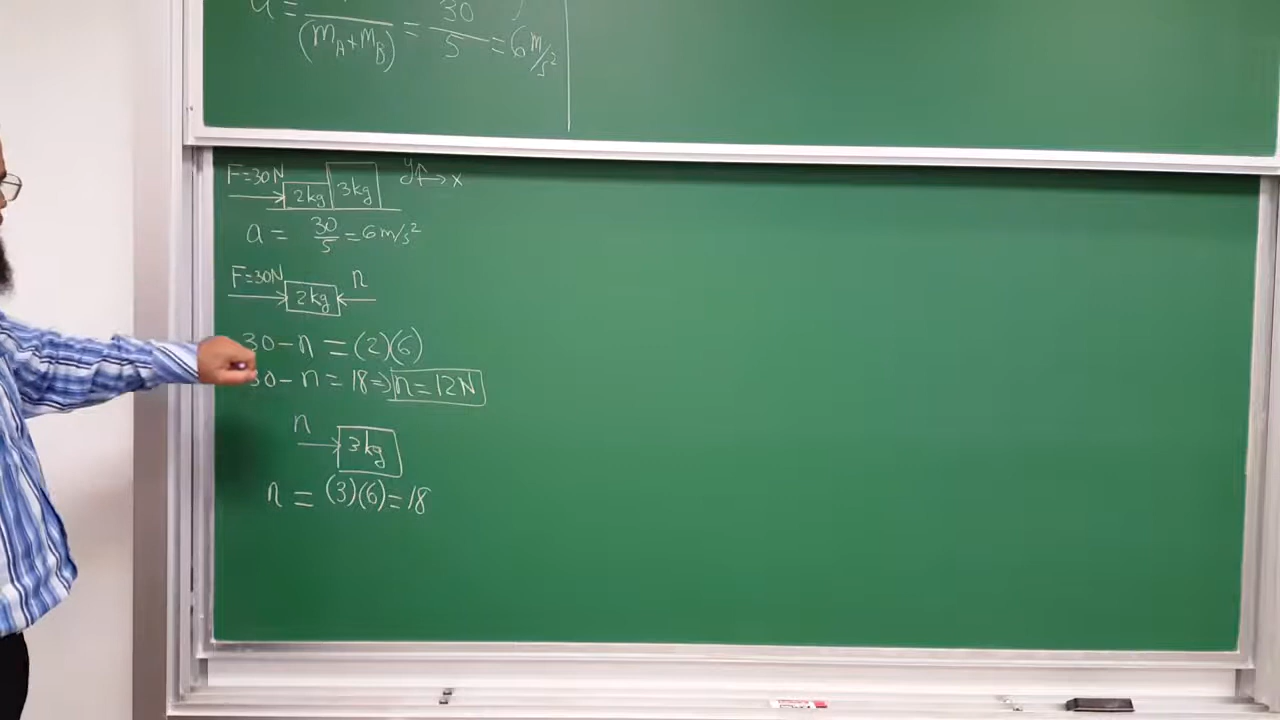 (m_A+m_B) = 30/5 = 6 m/s²
F=30N 2kg 3kg y x
a = 30/5 = 6 m/s²
F=30N 2kg n
30 - n = (2)(6)
30 - n = 18 ⇒ n = 12N
n 3kg
n = (3)(6) = 18